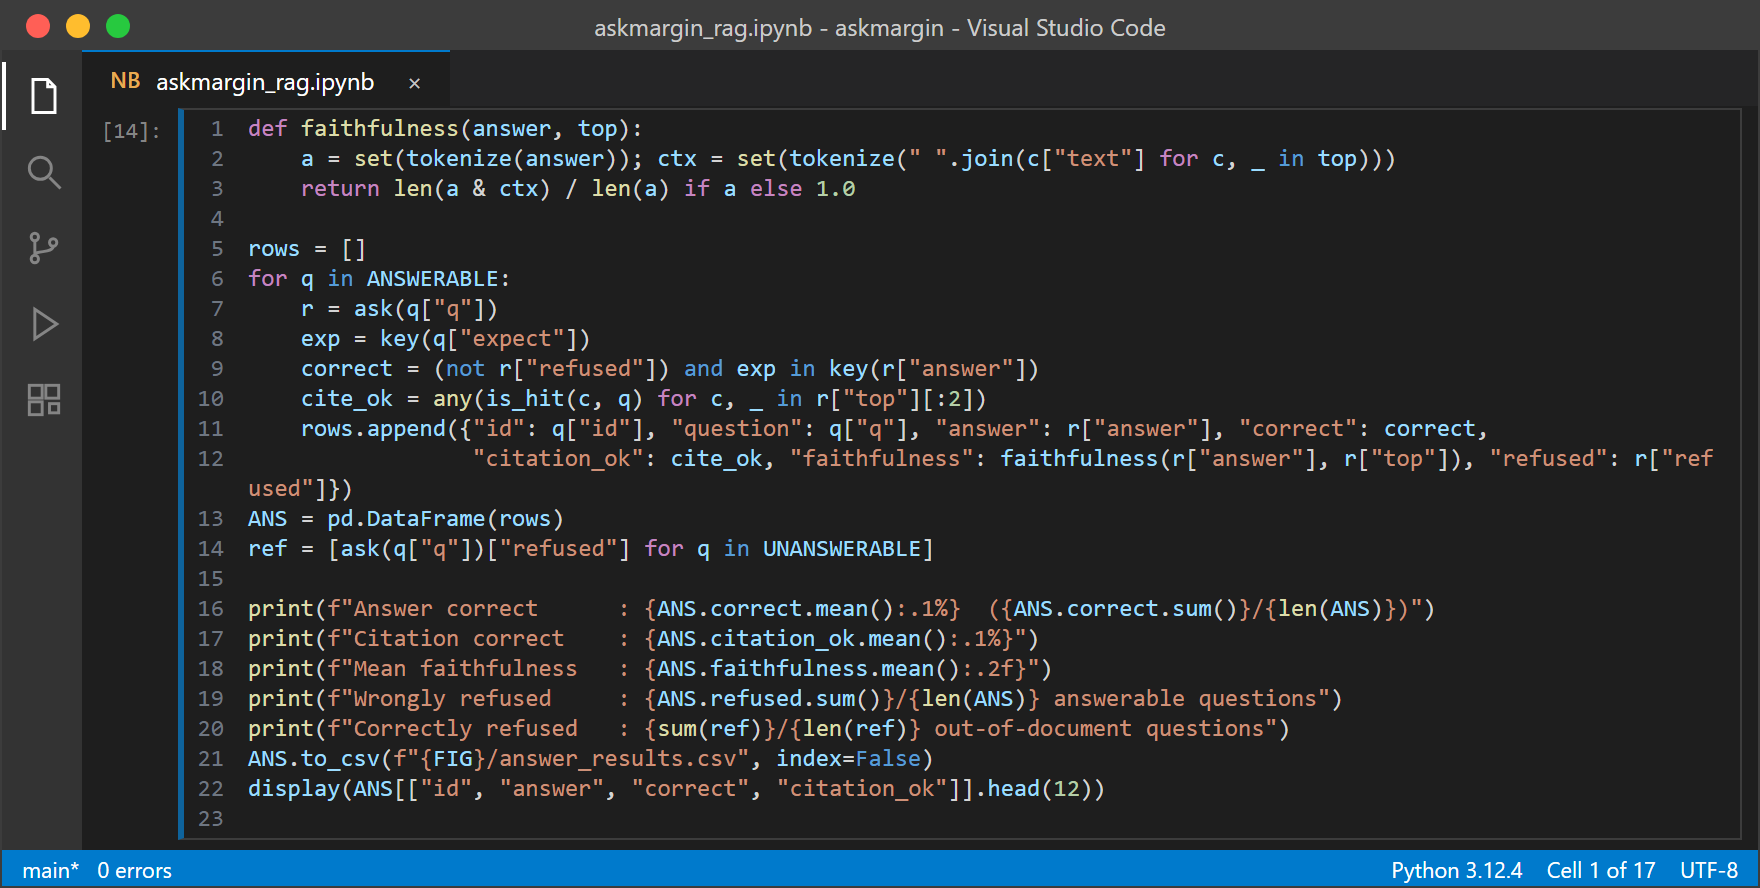 askmargin_rag.ipynb - askmargin - Visual Studio Code
NB askmargin_rag.ipynb ×
[14]:
1 def faithfulness(answer, top):
2     a = set(tokenize(answer)); ctx = set(tokenize(" ".join(c["text"] for c, _ in top)))
3     return len(a & ctx) / len(a) if a else 1.0
4
5 rows = []
6 for q in ANSWERABLE:
7     r = ask(q["q"])
8     exp = key(q["expect"])
9     correct = (not r["refused"]) and exp in key(r["answer"])
10     cite_ok = any(is_hit(c, q) for c, _ in r["top"][:2])
11     rows.append({"id": q["id"], "question": q["q"], "answer": r["answer"], "correct": correct,
12                  "citation_ok": cite_ok, "faithfulness": faithfulness(r["answer"], r["top"]), "refused": r["ref
used"]})
13 ANS = pd.DataFrame(rows)
14 ref = [ask(q["q"])["refused"] for q in UNANSWERABLE]
15
16 print(f"Answer correct      : {ANS.correct.mean():.1%}  ({ANS.correct.sum()}/{len(ANS)})")
17 print(f"Citation correct    : {ANS.citation_ok.mean():.1%}")
18 print(f"Mean faithfulness   : {ANS.faithfulness.mean():.2f}")
19 print(f"Wrongly refused     : {ANS.refused.sum()}/{len(ANS)} answerable questions")
20 print(f"Correctly refused   : {sum(ref)}/{len(ref)} out-of-document questions")
21 ANS.to_csv(f"{FIG}/answer_results.csv", index=False)
22 display(ANS[["id", "answer", "correct", "citation_ok"]].head(12))
23
main* 0 errors Python 3.12.4 Cell 1 of 17 UTF-8